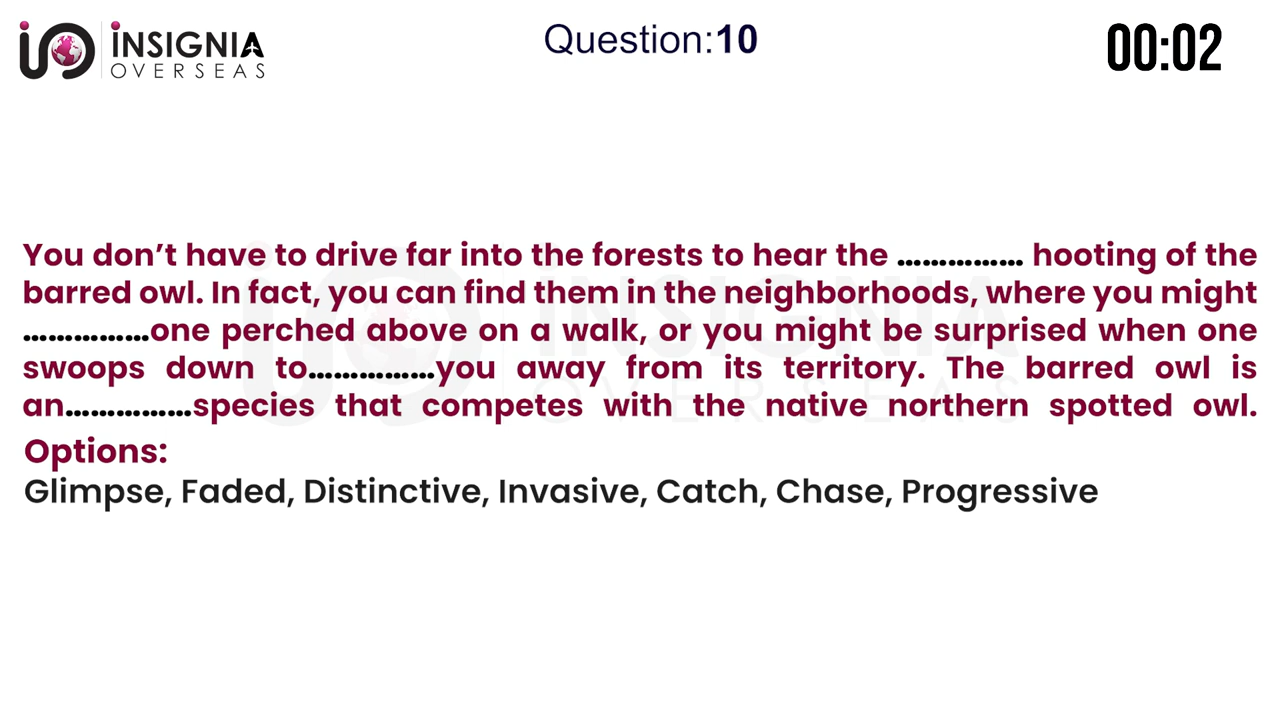 INSIGNIA
OVERSEAS
Question:10
00:02
You don’t have to drive far into the forests to hear the …………… hooting of the
barred owl. In fact, you can find them in the neighborhoods, where you might
……………one perched above on a walk, or you might be surprised when one
swoops down to……………you away from its territory. The barred owl is
an……………species that competes with the native northern spotted owl.
Options:
Glimpse, Faded, Distinctive, Invasive, Catch, Chase, Progressive